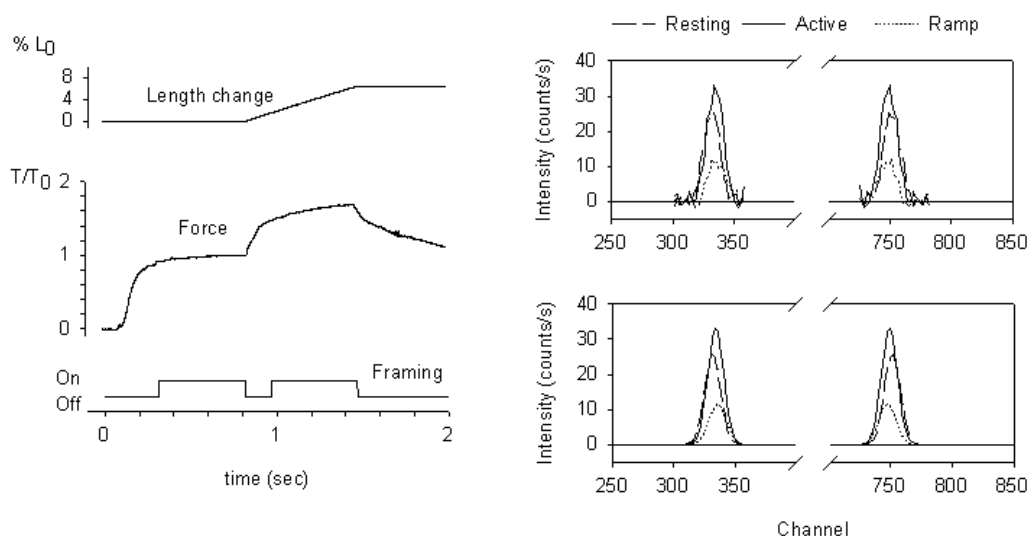 % L0
8
4
0
Length change
T/T0
2
1
0
Force
On
Off
Framing
0 1 2
time (sec)
Resting Active Ramp
Intensity (counts/s)
40
30
20
10
0
250 300 350 750 800 850
Intensity (counts/s)
40
30
20
10
0
250 300 350 750 800 850
Channel